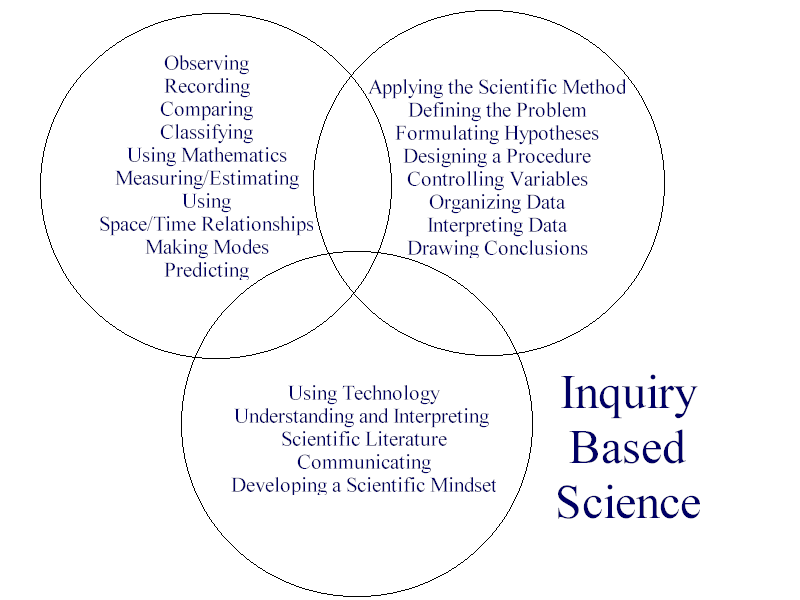 Observing
Recording
Comparing
Classifying
Using Mathematics
Measuring/Estimating
Using
Space/Time Relationships
Making Modes
Predicting
Applying the Scientific Method
Defining the Problem
Formulating Hypotheses
Designing a Procedure
Controlling Variables
Organizing Data
Interpreting Data
Drawing Conclusions
Using Technology
Understanding and Interpreting
Scientific Literature
Communicating
Developing a Scientific Mindset
Inquiry
Based
Science